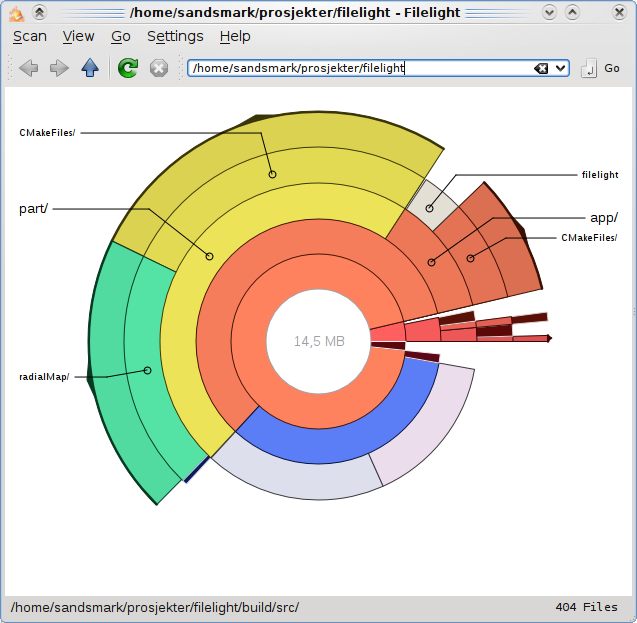 /home/sandsmark/prosjekter/filelight - Filelight
Scan View Go Settings Help
/home/sandsmark/prosjekter/filelight Go
CMakeFiles/
filelight
part/
app/
CMakeFiles/
14,5 MB
radialMap/
/home/sandsmark/prosjekter/filelight/build/src/ 404 Files